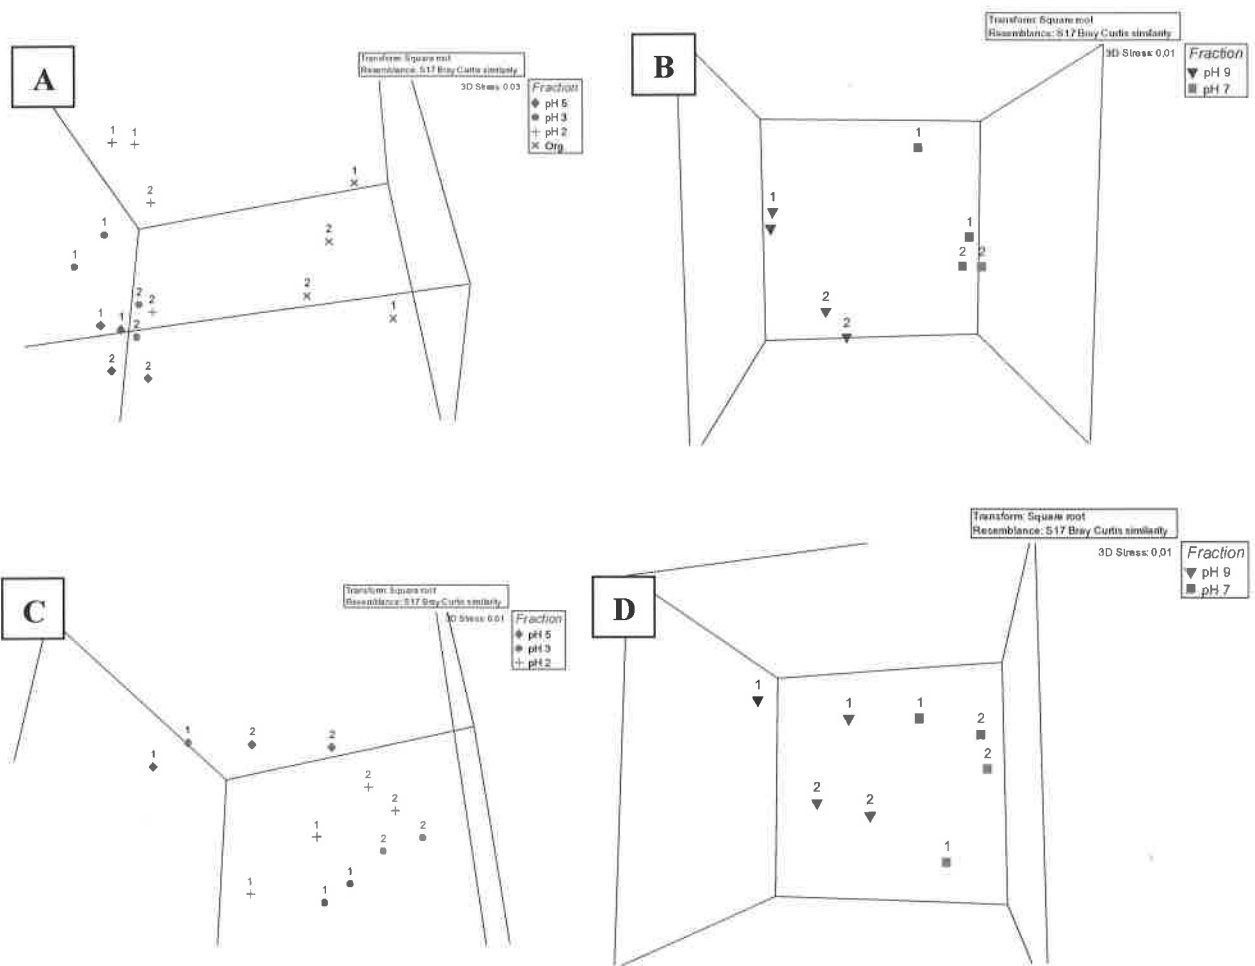 A
Transform: Square root
Resemblance: S17 Bray Curtis similarity
3D Stress: 0.03
Fraction
pH 5
pH 3
pH 2
Org
1 1
2
1
1
2 2
1 1 2
2 2
1
2
2
1
B
Transform: Square root
Resemblance: S17 Bray Curtis similarity
3D Stress: 0,01
Fraction
pH 9
pH 7
1
1
1
2 2
2
2
C
Transform: Square root
Resemblance: S17 Bray Curtis similarity
3D Stress: 0.01
Fraction
pH 5
pH 3
pH 2
1 2 2
1
2
2
1 2 2
1
1
1
D
Transform: Square root
Resemblance: S17 Bray Curtis similarity
3D Stress: 0,01
Fraction
pH 9
pH 7
1
1 1
2
2
2 2
1